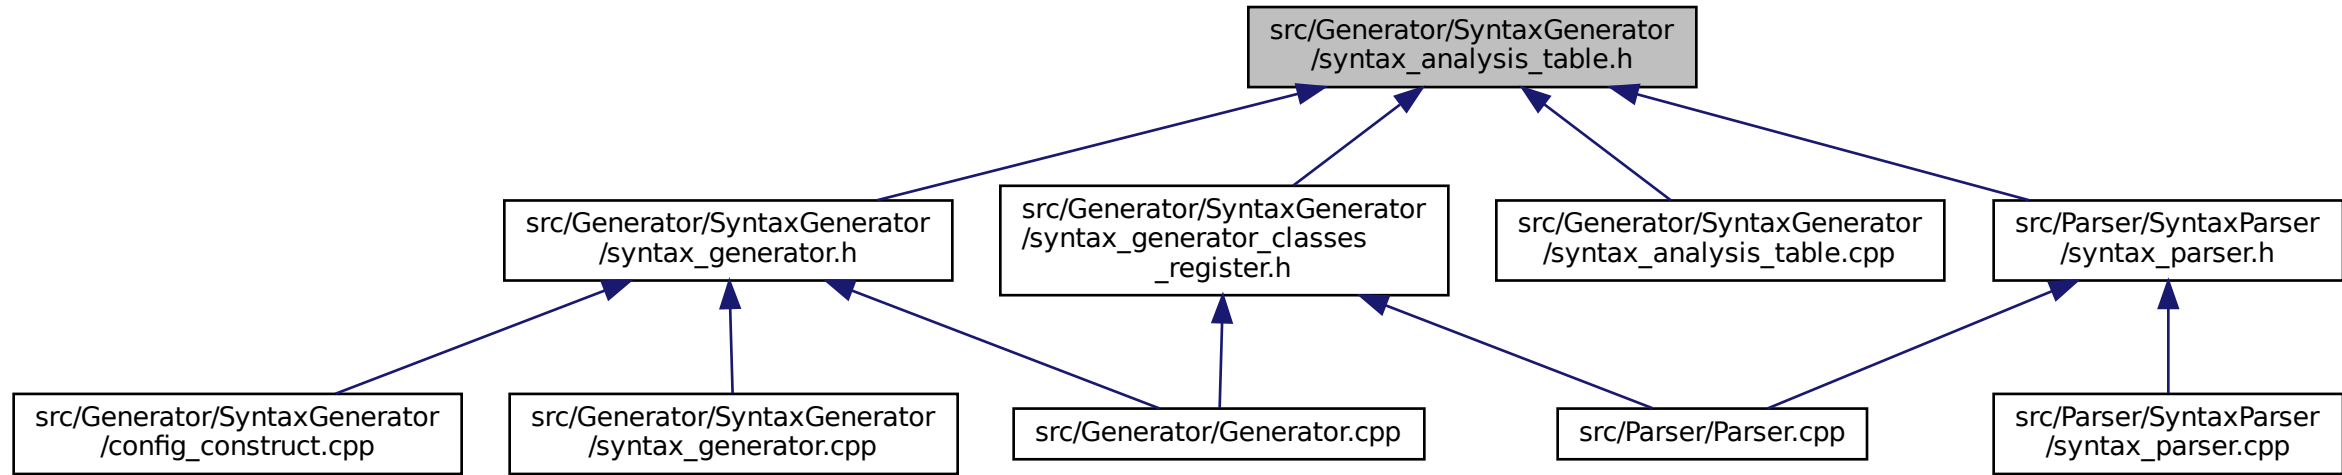 src/Generator/SyntaxGenerator
/syntax_analysis_table.h
src/Generator/SyntaxGenerator
/syntax_generator.h
src/Generator/SyntaxGenerator
/syntax_generator_classes
_register.h
src/Generator/SyntaxGenerator
/syntax_analysis_table.cpp
src/Parser/SyntaxParser
/syntax_parser.h
src/Generator/SyntaxGenerator
/config_construct.cpp
src/Generator/SyntaxGenerator
/syntax_generator.cpp
src/Generator/Generator.cpp
src/Parser/Parser.cpp
src/Parser/SyntaxParser
/syntax_parser.cpp